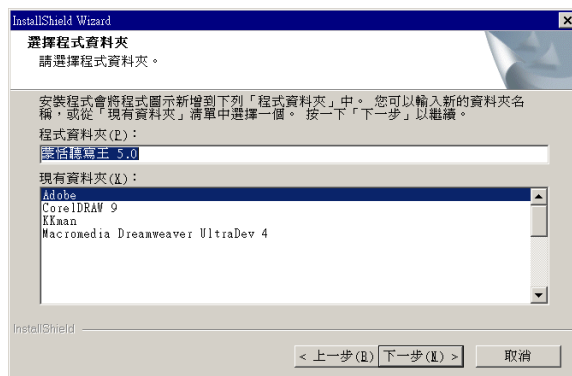 InstallShield Wizard
選擇程式資料夾
請選擇程式資料夾。
安裝程式會將程式圖示新增到下列「程式資料夾」中。 您可以輸入新的資料夾名
稱，或從「現有資料夾」清單中選擇一個。 按一下「下一步」以繼續。
程式資料夾(P)：
蒙恬聽寫王 5.0
現有資料夾(X)：
Adobe
CorelDRAW 9
KKman
Macromedia Dreamweaver UltraDev 4
InstallShield
< 上一步(B) 下一步(N) > 取消